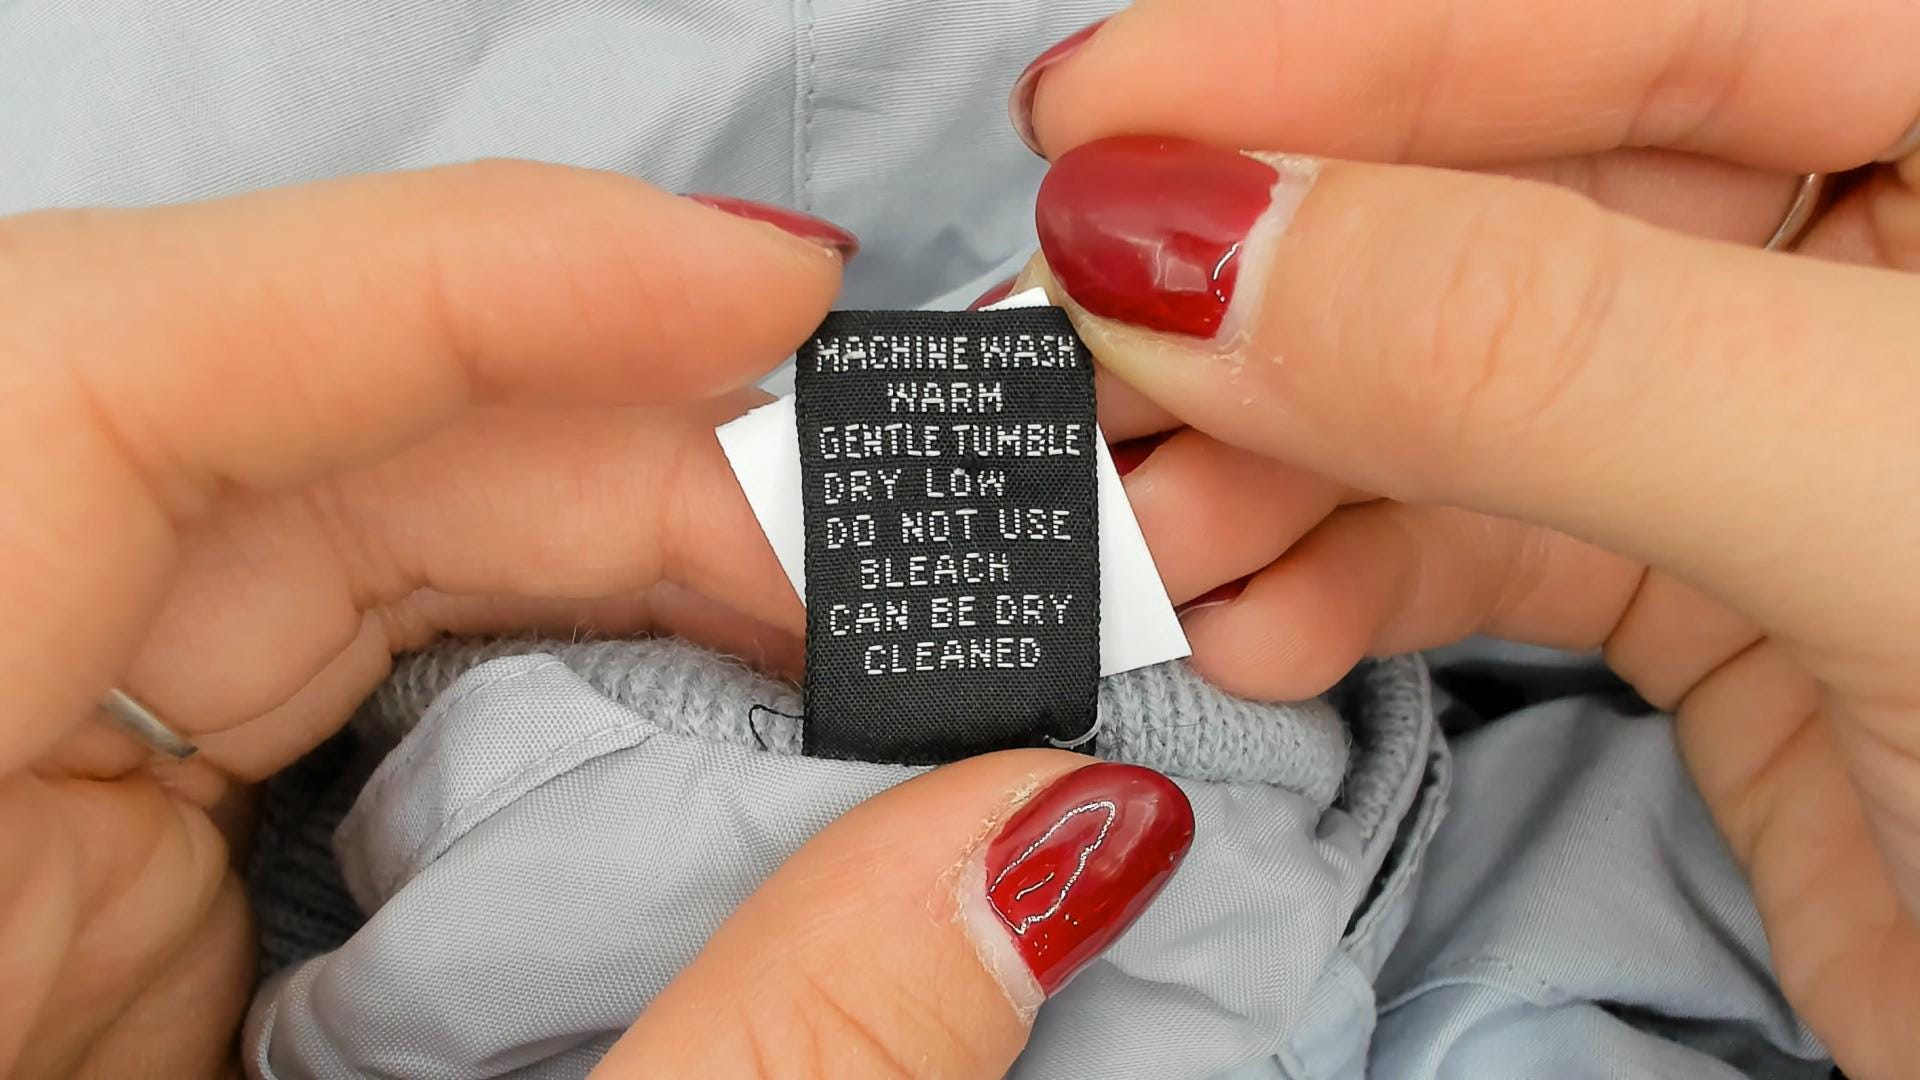 MACHINE WASH
WARM
GENTLE TUMBLE
DRY LOW
DO NOT USE
BLEACH
CAN BE DRY
CLEANED